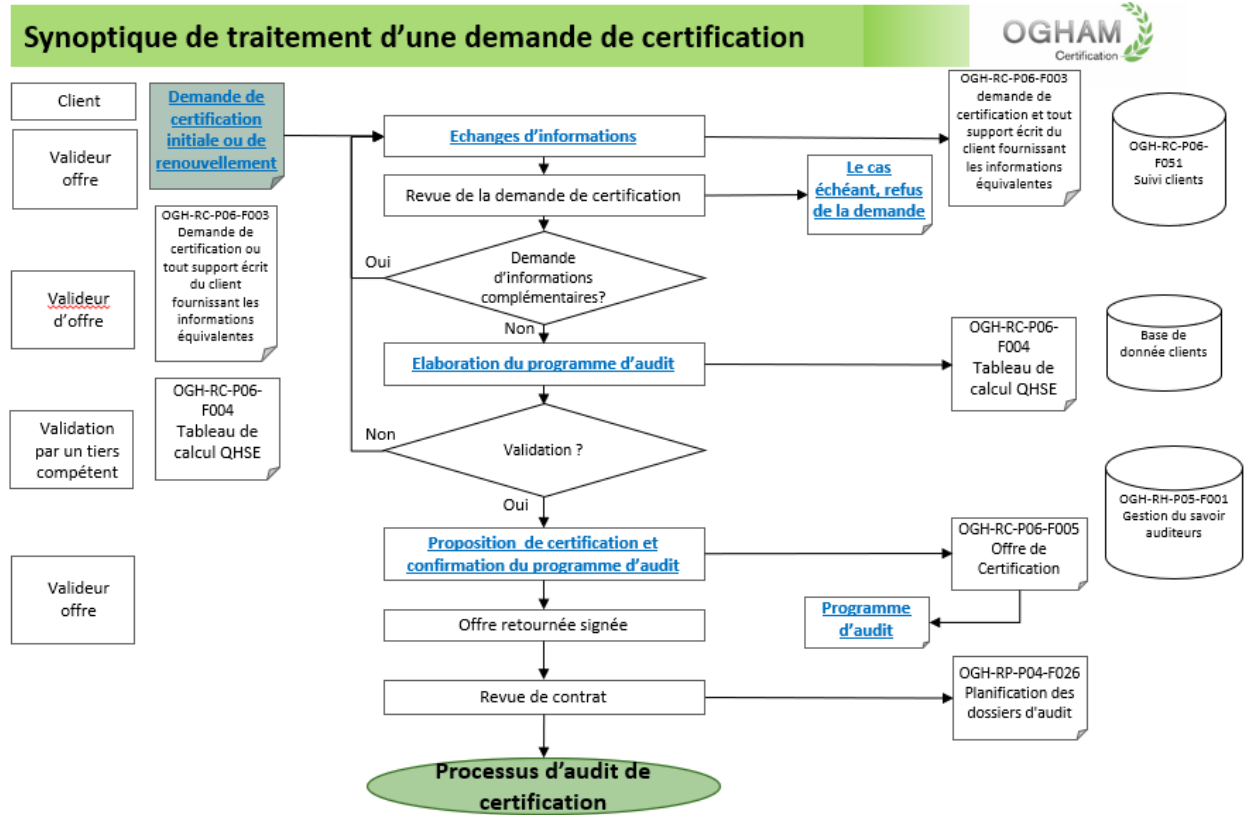 Synoptique de traitement d'une demande de certification
OGHAM
Certification
Client
Valideur
offre
Demande de
certification
initiale ou de
renouvellement
Echanges d'informations
OGH-RC-P06-F003
demande de
certification et tout
support écrit du
client fournissant
les informations
équivalentes
OGH-RC-P06-
F051
Suivi clients
Revue de la demande de certification
Le cas
échéant, refus
de la demande
OGH-RC-P06-F003
Demande de
certification ou
tout support écrit
du client
fournissant les
informations
équivalentes
Oui
Demande
d'informations
complémentaires?
Non
Valideur
d'offre
Elaboration du programme d'audit
OGH-RC-P06-
F004
Tableau de
calcul QHSE
Base de
donnée clients
Validation
par un tiers
compétent
OGH-RC-P06-
F004
Tableau de
calcul QHSE
Non
Validation ?
Oui
OGH-RH-P05-F001
Gestion du savoir
auditeurs
Valideur
offre
Proposition de certification et
confirmation du programme d'audit
OGH-RC-P06-F005
Offre de
Certification
Offre retournée signée
Programme
d'audit
Revue de contrat
OGH-RP-P04-F026
Planification des
dossiers d'audit
Processus d'audit de
certification